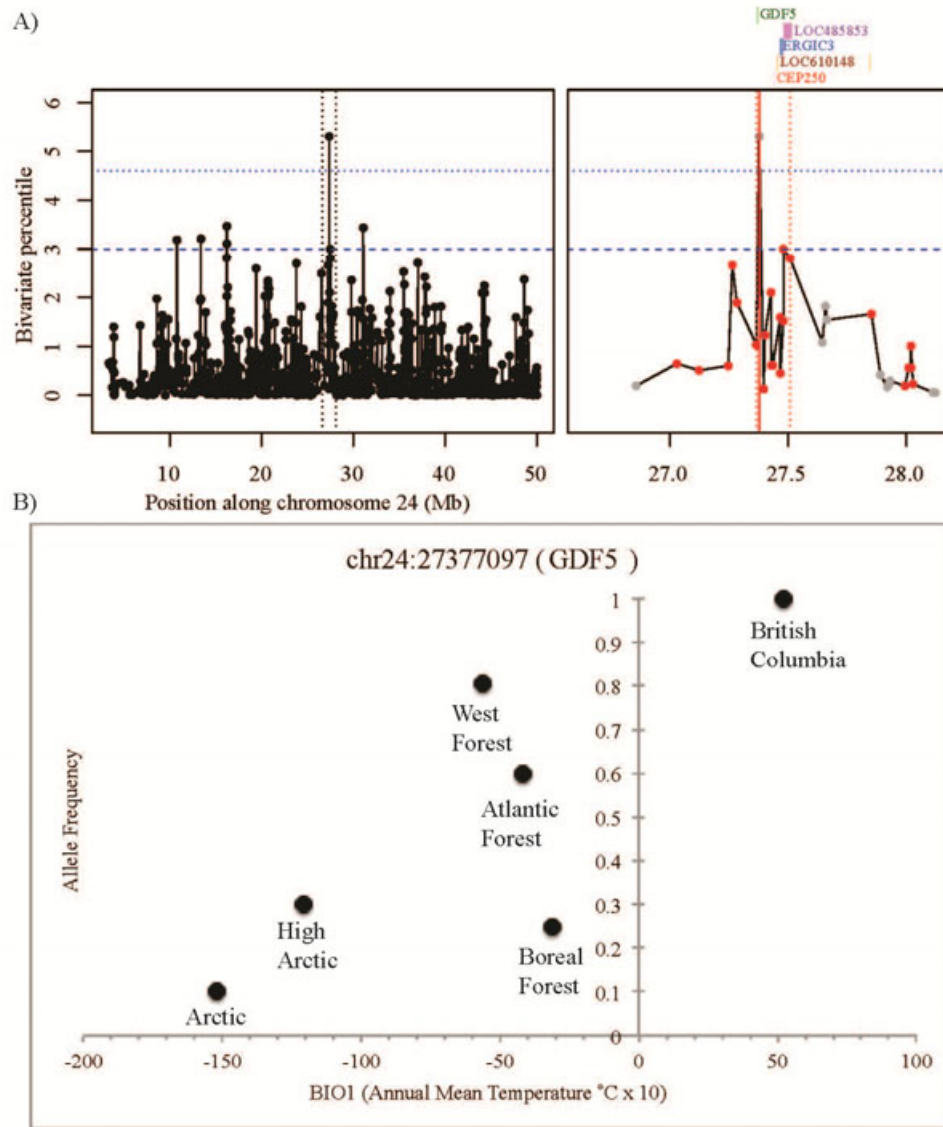 A)
GDF5
LOC485853
ERGIC3
LOC610148
CEP250
Bivariate percentile
6
5
4
3
2
1
0
10 20 30 40 50
Position along chromosome 24 (Mb)
27.0 27.5 28.0
B)
chr24:27377097 ( GDF5 )
Allele Frequency
1
0.9
0.8
0.7
0.6
0.5
0.4
0.3
0.2
0.1
0
British
Columbia
West
Forest
Atlantic
Forest
High
Arctic
Boreal
Forest
Arctic
-200 -150 -100 -50 0 50 100
BIO1 (Annual Mean Temperature °C x 10)